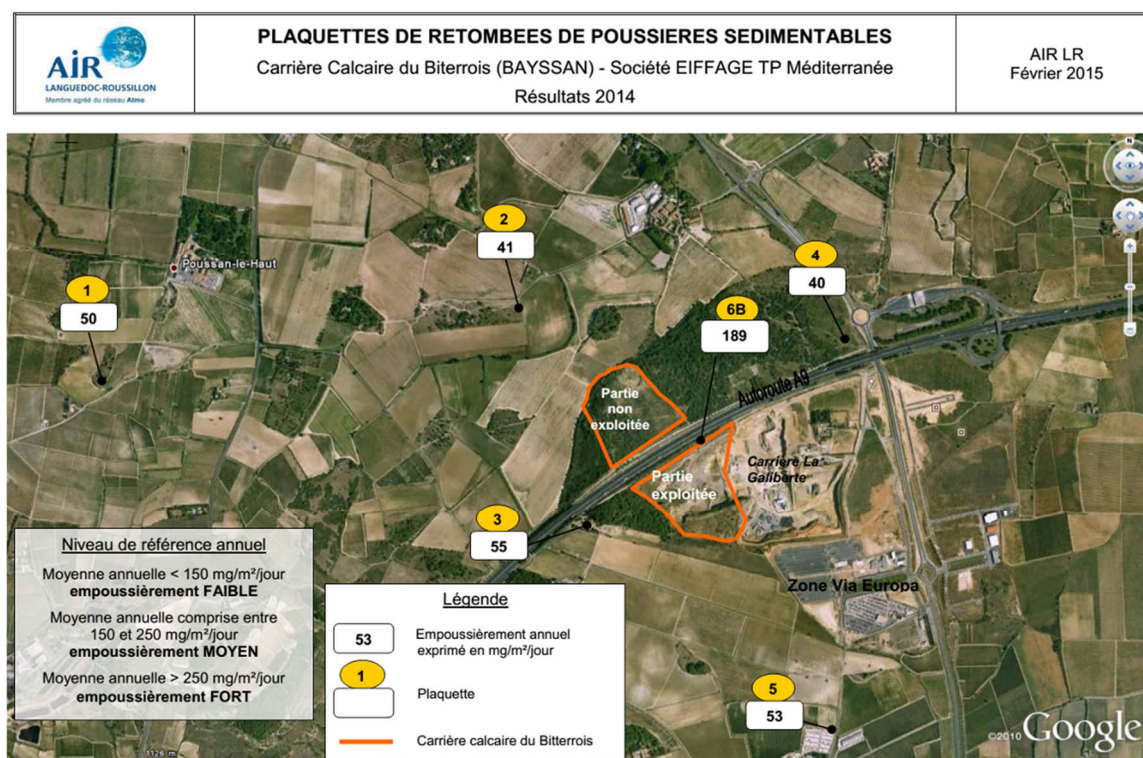 AIR
LANGUEDOC-ROUSSILLON
Membre agréé du réseau Atmo
PLAQUETTES DE RETOMBEES DE POUSSIERES SEDIMENTABLES
Carrière Calcaire du Biterrois (BAYSSAN) - Société EIFFAGE TP Méditerranée
Résultats 2014
AIR LR
Février 2015
N
2
41
Poussan-le-Haut
1
50
4
40
6B
189
Autoroute A9
Partie
non
exploitée
Partie
exploitée
Carrière La
Galiberte
3
55
Zone Via Europa
5
53
Niveau de référence annuel
Moyenne annuelle < 150 mg/m²/jour
empoussièrement FAIBLE
Moyenne annuelle comprise entre
150 et 250 mg/m²/jour
empoussièrement MOYEN
Moyenne annuelle > 250 mg/m²/jour
empoussièrement FORT
1126 m
Légende
53
Empoussièrement annuel
exprimé en mg/m²/jour
1
Plaquette
Carrière calcaire du Bitterrois
©2010 Google